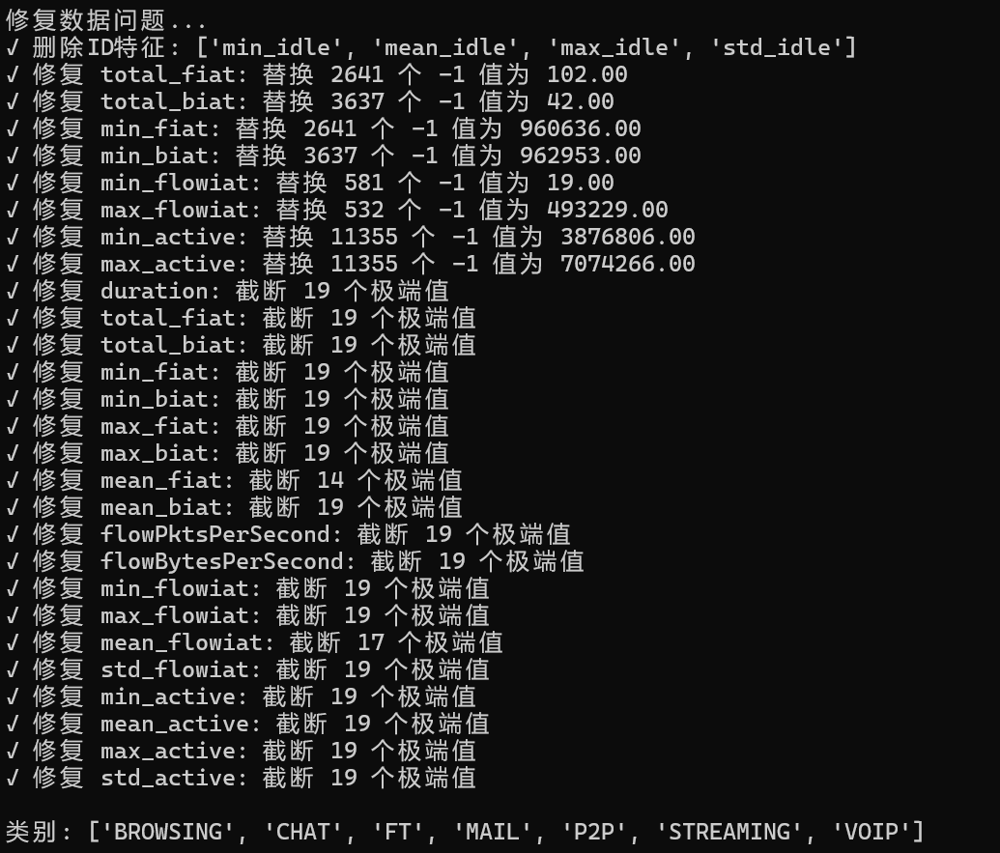 修复数据问题...
✓ 删除ID特征: ['min_idle', 'mean_idle', 'max_idle', 'std_idle']
✓ 修复 total_fiat: 替换 2641 个 -1 值为 102.00
✓ 修复 total_biat: 替换 3637 个 -1 值为 42.00
✓ 修复 min_fiat: 替换 2641 个 -1 值为 960636.00
✓ 修复 min_biat: 替换 3637 个 -1 值为 962953.00
✓ 修复 min_flowiat: 替换 581 个 -1 值为 19.00
✓ 修复 max_flowiat: 替换 532 个 -1 值为 493229.00
✓ 修复 min_active: 替换 11355 个 -1 值为 3876806.00
✓ 修复 max_active: 替换 11355 个 -1 值为 7074266.00
✓ 修复 duration: 截断 19 个极端值
✓ 修复 total_fiat: 截断 19 个极端值
✓ 修复 total_biat: 截断 19 个极端值
✓ 修复 min_fiat: 截断 19 个极端值
✓ 修复 min_biat: 截断 19 个极端值
✓ 修复 max_fiat: 截断 19 个极端值
✓ 修复 max_biat: 截断 19 个极端值
✓ 修复 mean_fiat: 截断 14 个极端值
✓ 修复 mean_biat: 截断 19 个极端值
✓ 修复 flowPktsPerSecond: 截断 19 个极端值
✓ 修复 flowBytesPerSecond: 截断 19 个极端值
✓ 修复 min_flowiat: 截断 19 个极端值
✓ 修复 max_flowiat: 截断 19 个极端值
✓ 修复 mean_flowiat: 截断 17 个极端值
✓ 修复 std_flowiat: 截断 19 个极端值
✓ 修复 min_active: 截断 19 个极端值
✓ 修复 mean_active: 截断 19 个极端值
✓ 修复 max_active: 截断 19 个极端值
✓ 修复 std_active: 截断 19 个极端值
类别: ['BROWSING', 'CHAT', 'FT', 'MAIL', 'P2P', 'STREAMING', 'VOIP']